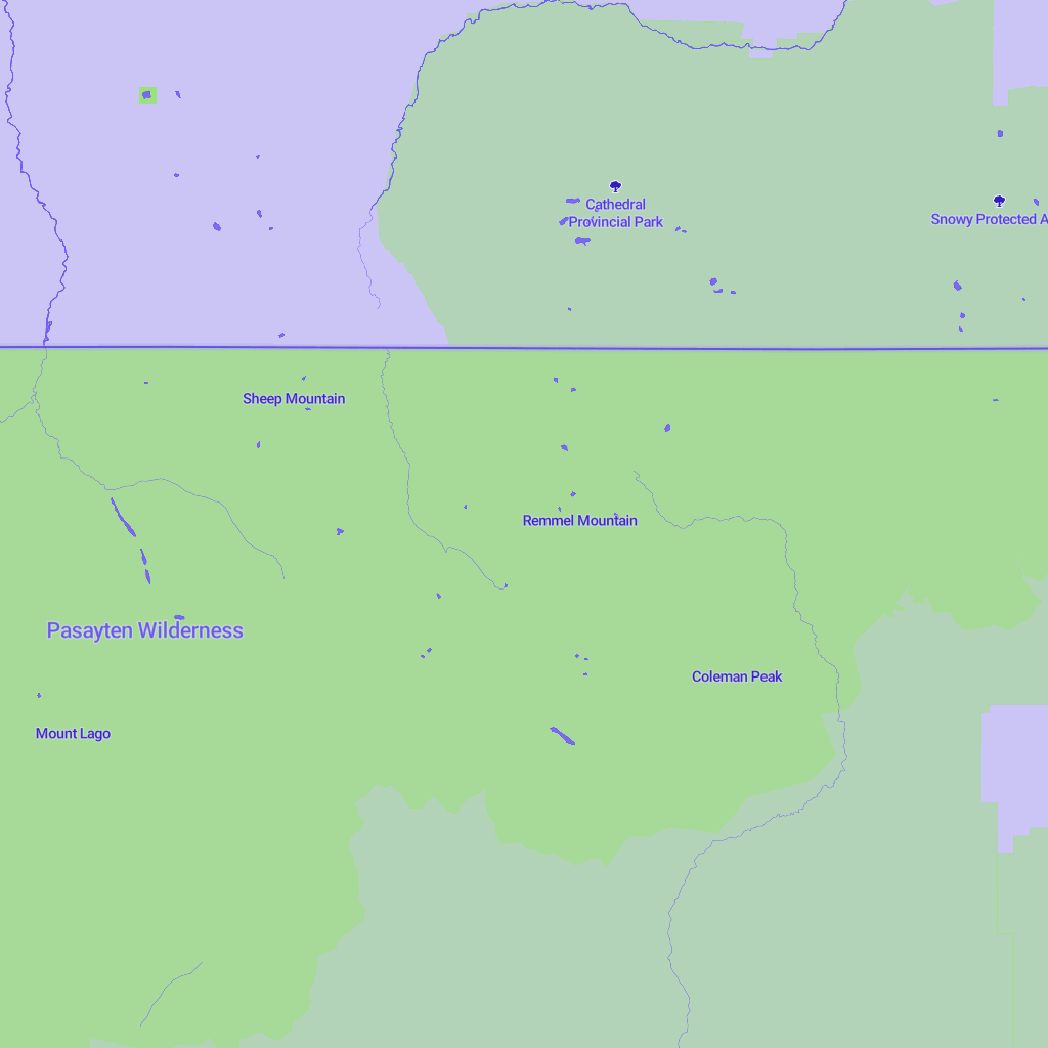 Cathedral
Provincial Park
Snowy Protected A
Sheep Mountain
Remmel Mountain
Pasayten Wilderness
Coleman Peak
Mount Lago